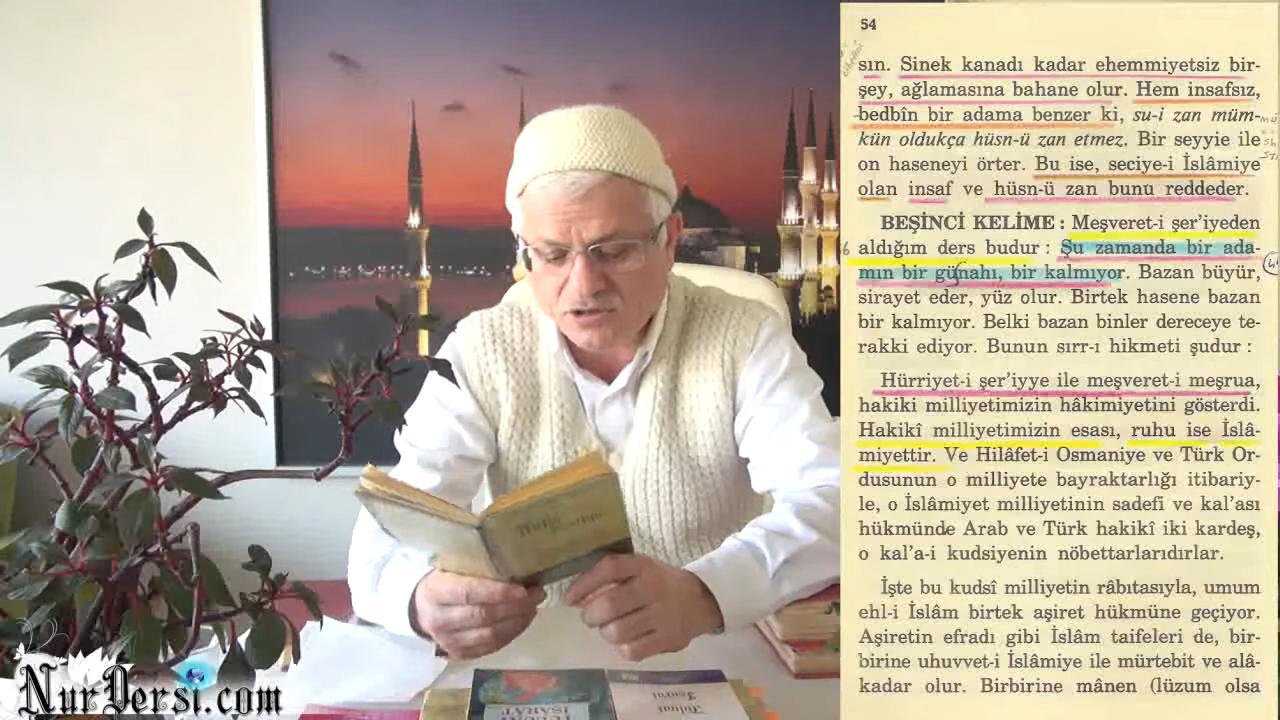 54
sın. Sinek kanadı kadar ehemmiyetsiz bir-
şey, ağlamasına bahane olur. Hem insafsız,
bedbîn bir adama benzer ki, su-i zan müm-
kün oldukça hüsn-ü zan etmez. Bir seyyie ile
on haseneyi örter. Bu ise, seciye-i İslâmiye
olan insaf ve hüsn-ü zan bunu reddeder.
BEŞİNCİ KELİME : Meşveret-i şer'iyeden
aldığım ders budur : Şu zamanda bir ada-
mın bir günahı, bir kalmıyor. Bazan büyür,
sirayet eder, yüz olur. Birtek hasene bazan
bir kalmıyor. Belki bazan binler dereceye te-
rakki ediyor. Bunun sırr-ı hikmeti şudur :
Hürriyet-i şer'iyye ile meşveret-i meşrua,
hakiki milliyetimizin hâkimiyetini gösterdi.
Hakikî milliyetimizin esası, ruhu ise İslâ-
miyettir. Ve Hilâfet-i Osmaniye ve Türk Or-
dusunun o milliyete bayraktarlığı itibariy-
le, o İslâmiyet milliyetinin sadefi ve kal'ası
hükmünde Arab ve Türk hakikî iki kardeş,
o kal'a-i kudsiyenin nöbettarlarıdırlar.
İşte bu kudsî milliyetin râbıtasıyla, umum
ehl-i İslâm birtek aşiret hükmüne geçiyor.
Aşiretin efradı gibi İslâm taifeleri de, bir-
birine uhuvvet-i İslâmiye ile mürtebit ve alâ-
kadar olur. Birbirine mânen (lüzum olsa
NurDersi.com